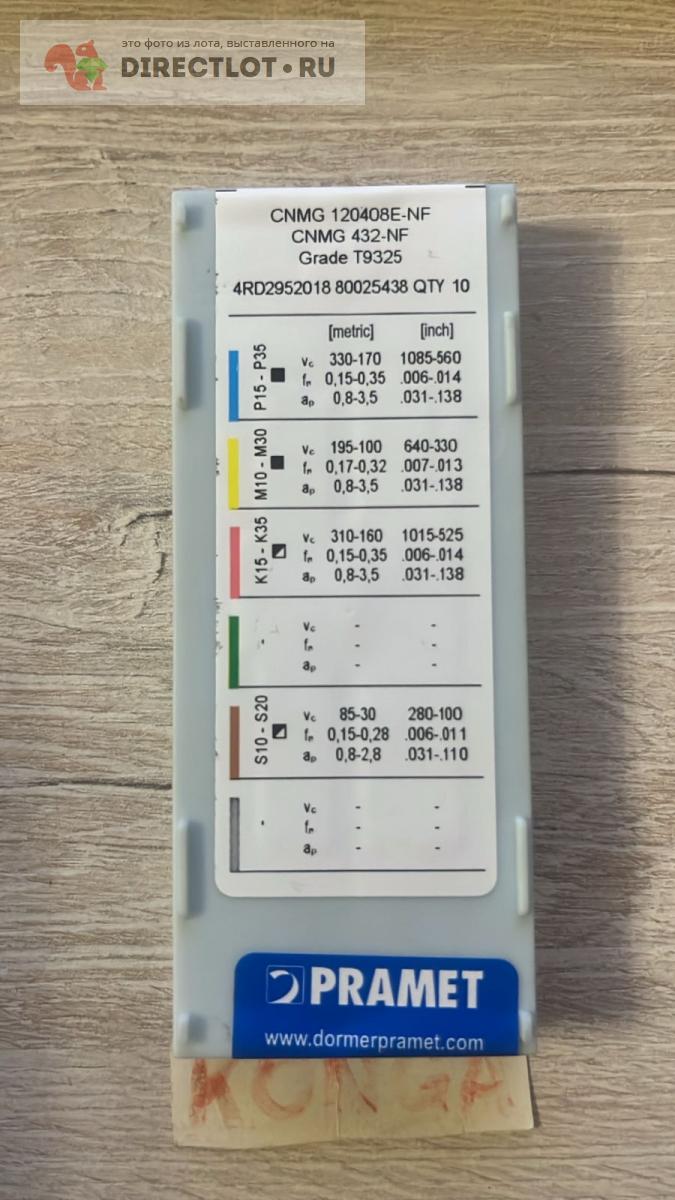 это фото из лота, выставленного на
DIRECTLOT.RU
CNMG 120408E-NF
CNMG 432-NF
Grade T9325
4RD2952018 80025438 QTY 10
[metric] [inch]
P15 - P35
vc 330-170 1085-560
fn 0,15-0,35 .006-.014
ap 0,8-3,5 .031-.138
M10 - M30
vc 195-100 640-330
fn 0,17-0,32 .007-.013
ap 0,8-3,5 .031-.138
K15 - K35
vc 310-160 1015-525
fn 0,15-0,35 .006-.014
ap 0,8-3,5 .031-.138
-
vc - -
fn - -
ap - -
S10 - S20
vc 85-30 280-100
fn 0,15-0,28 .006-.011
ap 0,8-2,8 .031-.110
-
vc - -
fn - -
ap - -
PRAMET
www.dormerpramet.com